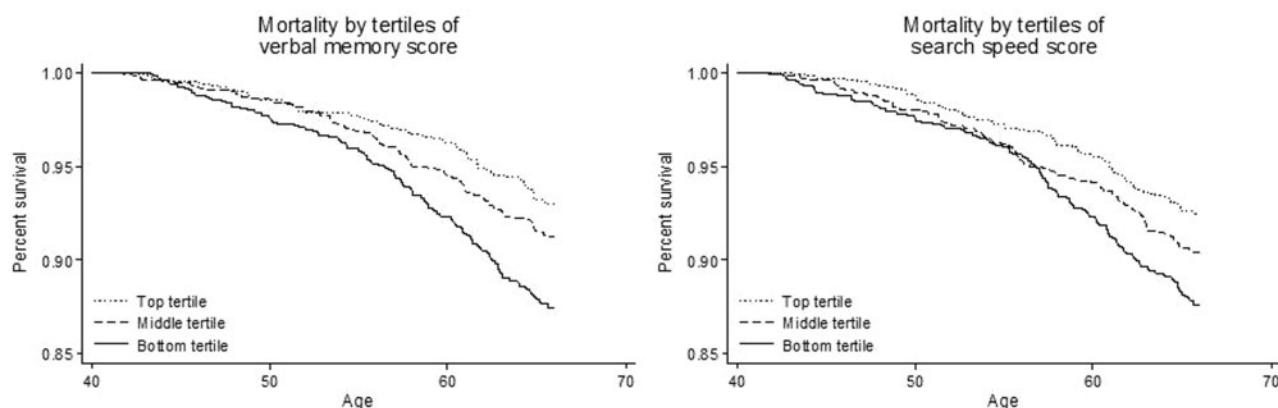 Mortality by tertiles of
verbal memory score
Percent survival
1.00
0.95
0.90
0.85
Top tertile
Middle tertile
Bottom tertile
40
50
60
70
Age
Mortality by tertiles of
search speed score
Percent survival
1.00
0.95
0.90
0.85
Top tertile
Middle tertile
Bottom tertile
40
50
60
70
Age